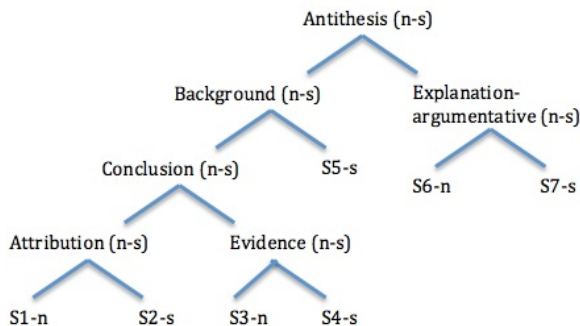 Antithesis (n-s)
Background (n-s)
Explanation-
argumentative (n-s)
Conclusion (n-s)
S5-s
S6-n
S7-s
Attribution (n-s)
Evidence (n-s)
S1-n
S2-s
S3-n
S4-s